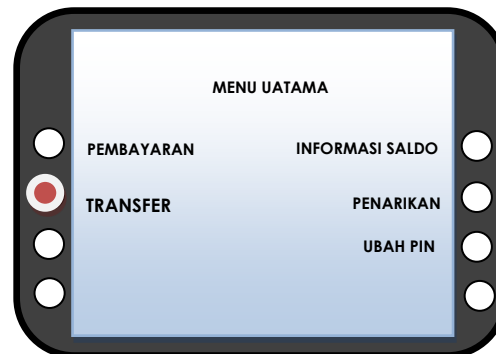 MENU UATAMA
PEMBAYARAN INFORMASI SALDO
TRANSFER PENARIKAN
UBAH PIN